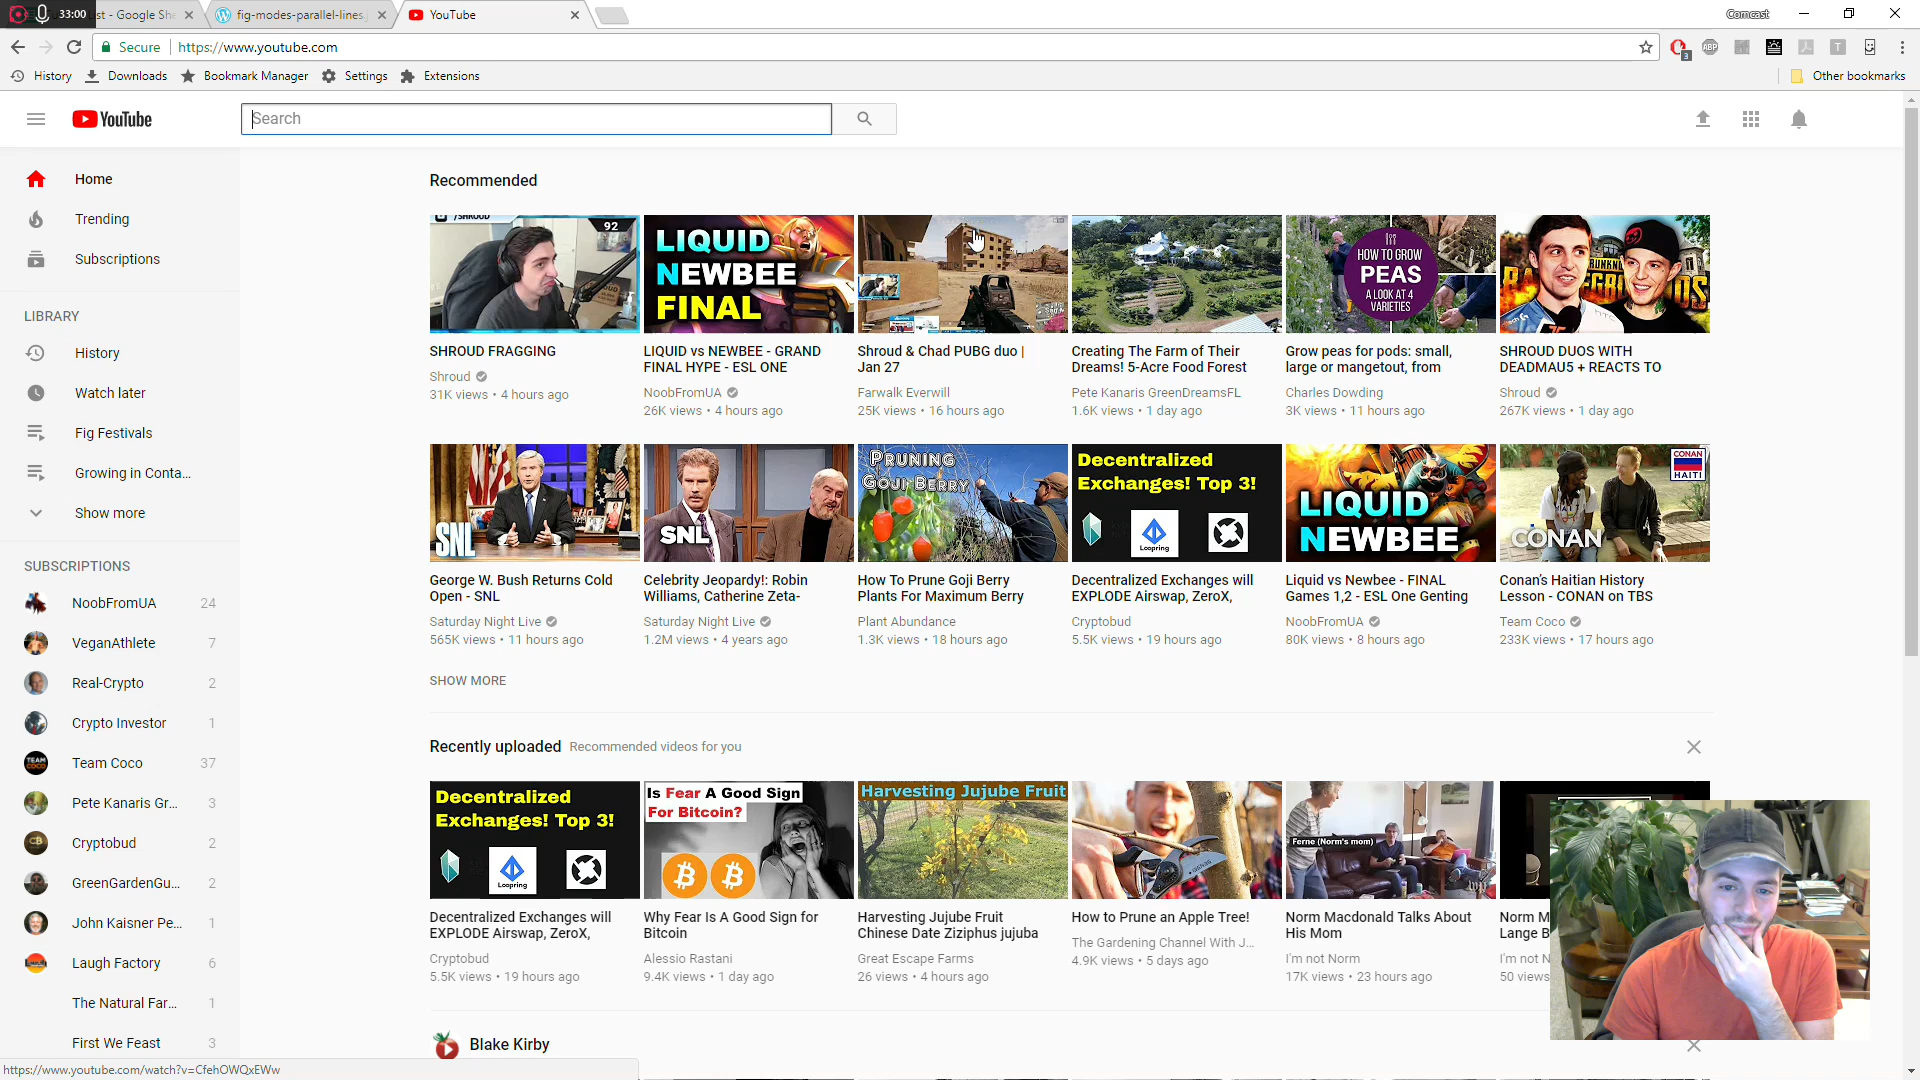 33:00
ust - Google She
fig-modes-parallel-lines.j
YouTube
Comcast
Secure
https://www.youtube.com
3
ABP
T
History
Downloads
Bookmark Manager
Settings
Extensions
Other bookmarks
YouTube
Search
Home
Trending
Subscriptions
LIBRARY
History
Watch later
Fig Festivals
Growing in Conta...
Show more
SUBSCRIPTIONS
NoobFromUA 24
VeganAthlete 7
Real-Crypto 2
Crypto Investor 1
TEAM COCO
Team Coco 37
Pete Kanaris Gr... 3
CB
Cryptobud 2
GreenGardenGu... 2
John Kaisner Pe... 1
Laugh Factory 6
The Natural Far... 1
First We Feast 3
Recommended
/SHROUD
92
SHROUD FRAGGING
Shroud
31K views • 4 hours ago
LIQUID
NEWBEE
FINAL
LIQUID vs NEWBEE - GRAND
FINAL HYPE - ESL ONE
NoobFromUA
26K views • 4 hours ago
Shroud & Chad PUBG duo |
Jan 27
Farwalk Everwill
25K views • 16 hours ago
Creating The Farm of Their
Dreams! 5-Acre Food Forest
Pete Kanaris GreenDreamsFL
1.6K views • 1 day ago
HOW TO GROW
PEAS
A LOOK AT 4
VARIETIES
Grow peas for pods: small,
large or mangetout, from
Charles Dowding
3K views • 11 hours ago
SHROUD DUOS WITH
DEADMAU5 + REACTS TO
Shroud
267K views • 1 day ago
SNL
George W. Bush Returns Cold
Open - SNL
Saturday Night Live
565K views • 11 hours ago
SNL
Celebrity Jeopardy!: Robin
Williams, Catherine Zeta-
Saturday Night Live
1.2M views • 4 years ago
PRUNING
GOJI BERRY
How To Prune Goji Berry
Plants For Maximum Berry
Plant Abundance
1.3K views • 18 hours ago
Decentralized
Exchanges! Top 3!
Loopring
Decentralized Exchanges will
EXPLODE Airswap, ZeroX,
Cryptobud
5.5K views • 19 hours ago
LIQUID
NEWBEE
Liquid vs Newbee - FINAL
Games 1,2 - ESL One Genting
NoobFromUA
80K views • 8 hours ago
CONAN
HAITI
CONAN
Conan's Haitian History
Lesson - CONAN on TBS
Team Coco
233K views • 17 hours ago
SHOW MORE
Recently uploaded Recommended videos for you
Decentralized
Exchanges! Top 3!
Loopring
Decentralized Exchanges will
EXPLODE Airswap, ZeroX,
Cryptobud
5.5K views • 19 hours ago
Is Fear A Good Sign
For Bitcoin?
Why Fear Is A Good Sign for
Bitcoin
Alessio Rastani
9.4K views • 1 day ago
Harvesting Jujube Fruit
Harvesting Jujube Fruit
Chinese Date Ziziphus jujuba
Great Escape Farms
26 views • 4 hours ago
How to Prune an Apple Tree!
The Gardening Channel With J...
4.9K views • 5 days ago
Ferne (Norm's mom)
wp
Norm Macdonald Talks About
His Mom
I'm not Norm
17K views • 23 hours ago
Norm M
Lange B
I'm not N
50 views
Blake Kirby
https://www.youtube.com/watch?v=CfehOWQxEWw